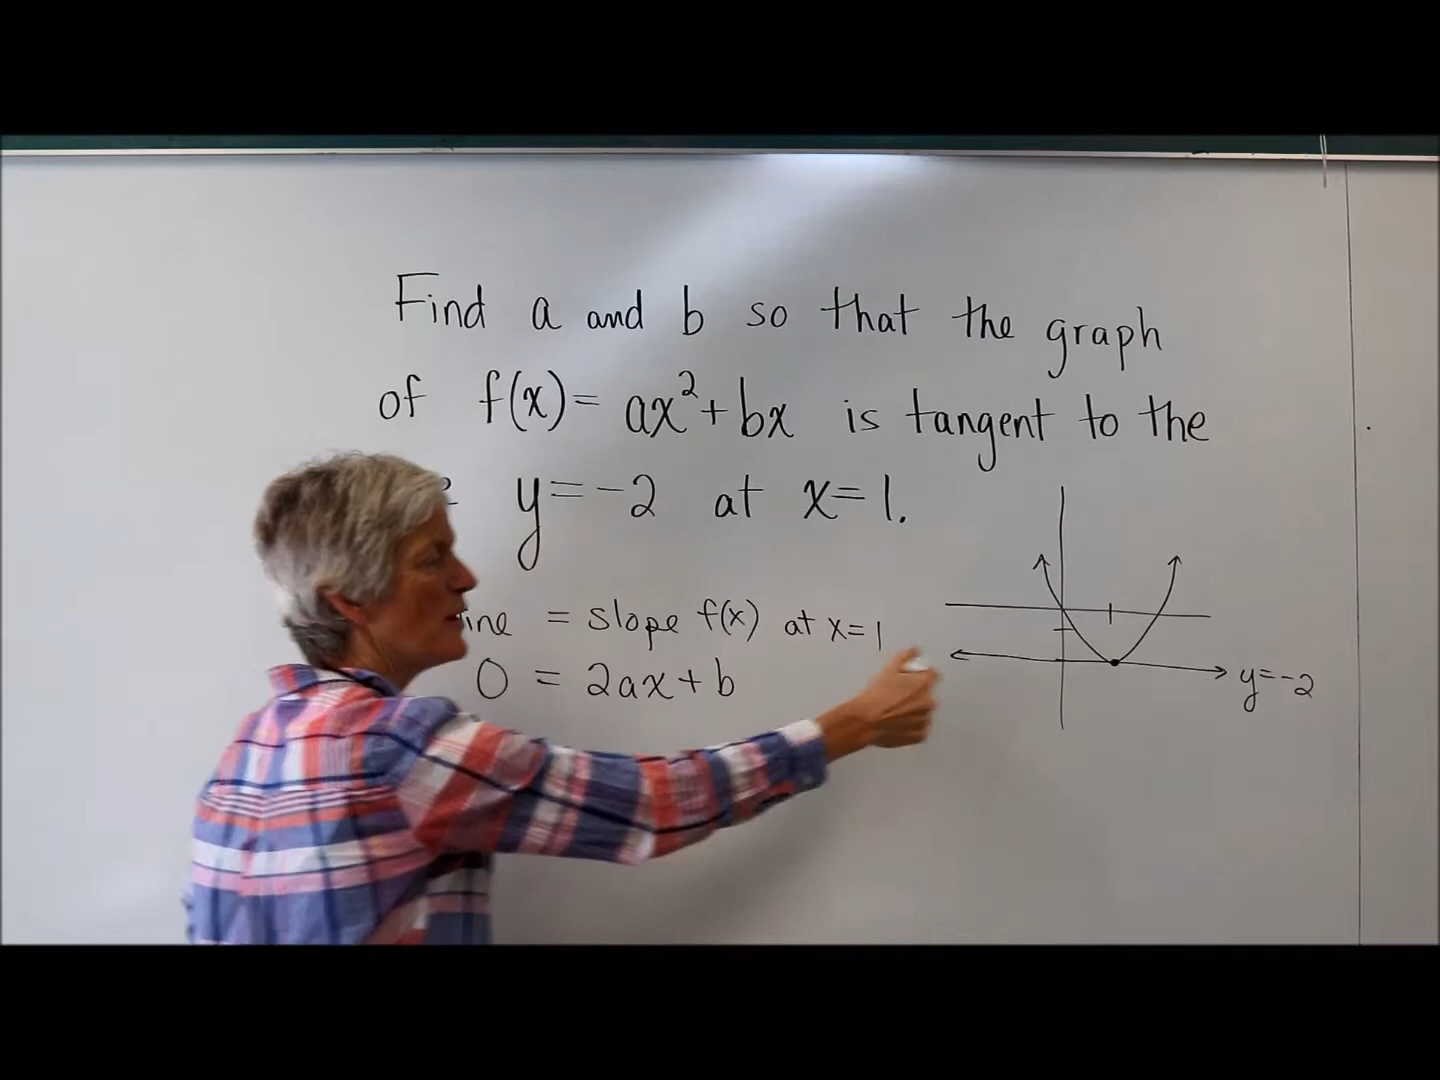 Find a and b so that the graph
of f(x) = ax² + bx is tangent to the
y = -2 at x = 1.
= slope f(x) at x = 1
0 = 2ax + b
y = -2